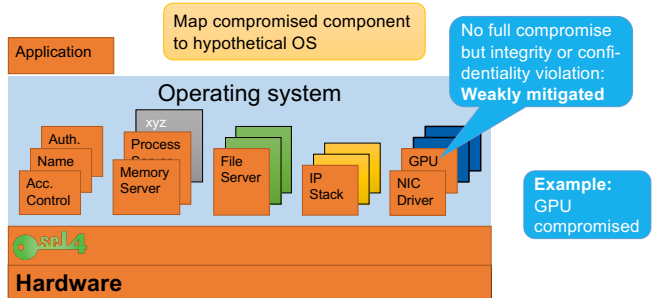 Map compromised component
to hypothetical OS
No full compromise
but integrity or confi-
dentiality violation:
Weakly mitigated
Application
Operating system
xyz
Auth.
Name
Acc.
Control
Process
Memory
Server
File
Server
IP
Stack
GPU
NIC
Driver
Example:
GPU
compromised
seL4
Hardware